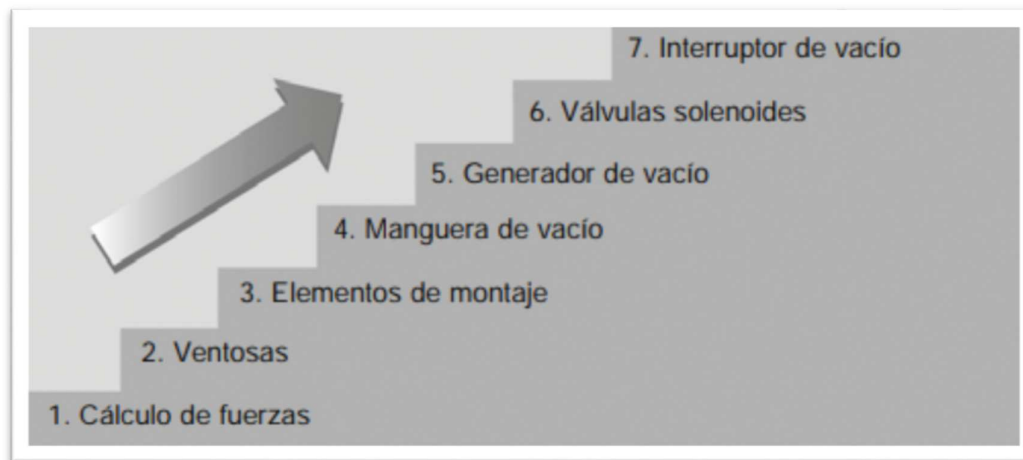 7. Interruptor de vacío
6. Válvulas solenoides
5. Generador de vacío
4. Manguera de vacío
3. Elementos de montaje
2. Ventosas
1. Cálculo de fuerzas